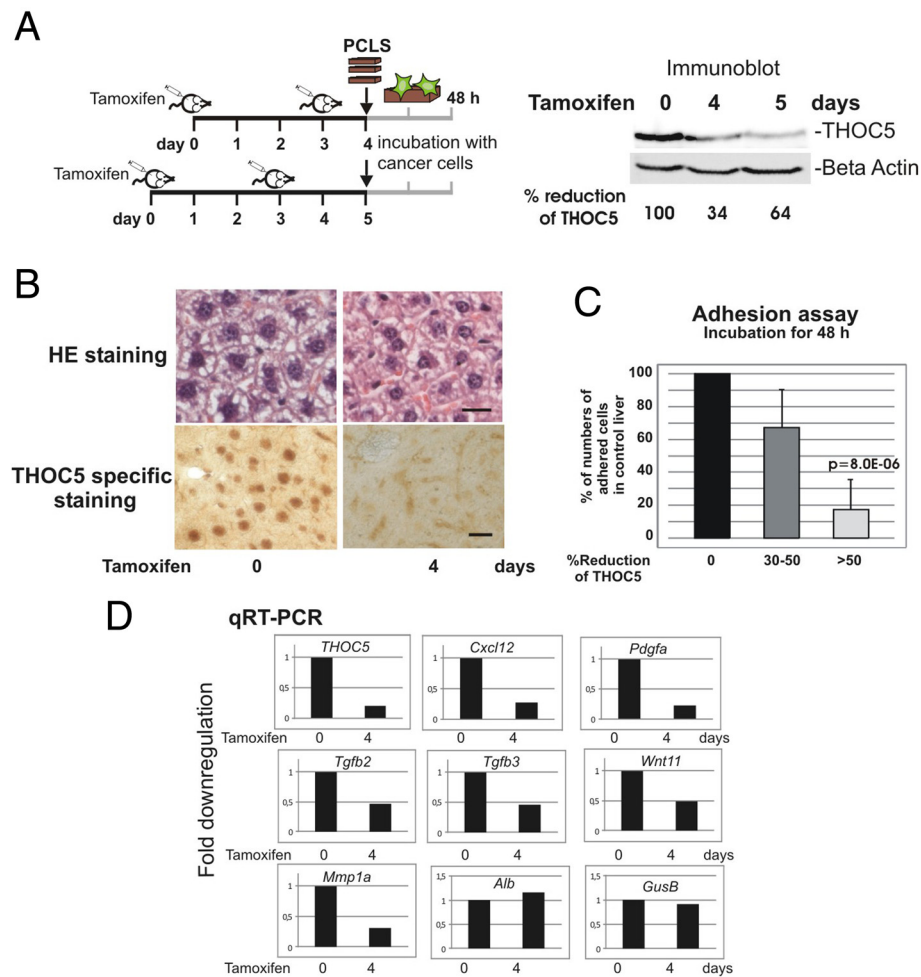 A
PCLS
Tamoxifen
48 h
day 0 1 2 3 4 incubation with
cancer cells
Tamoxifen
day 0 1 2 3 4 5
Immunoblot
Tamoxifen 0 4 5 days
-THOC5
-Beta Actin
% reduction
of THOC5 100 34 64
B
HE staining
THOC5 specific
staining
Tamoxifen 0 4 days
C
Adhesion assay
Incubation for 48 h
% of numbers of
adhered cells
in control liver
100
80
60
40
20
0
p=8.0E-06
%Reduction
of THOC5
0 30-50 >50
D
qRT-PCR
Fold downregulation
THOC5
1
0,5
0
Cxcl12
1
0,5
0
Pdgfa
1
0,5
0
Tamoxifen 0 4 0 4 0 4 days
Tgfb2
1
0,5
0
Tgfb3
1
0,5
0
Wnt11
1
0,5
0
Tamoxifen 0 4 0 4 0 4 days
Mmp1a
1
0,5
0
Alb
1,5
1
0,5
0
GusB
1,5
1
0,5
0
Tamoxifen 0 4 0 4 0 4 days